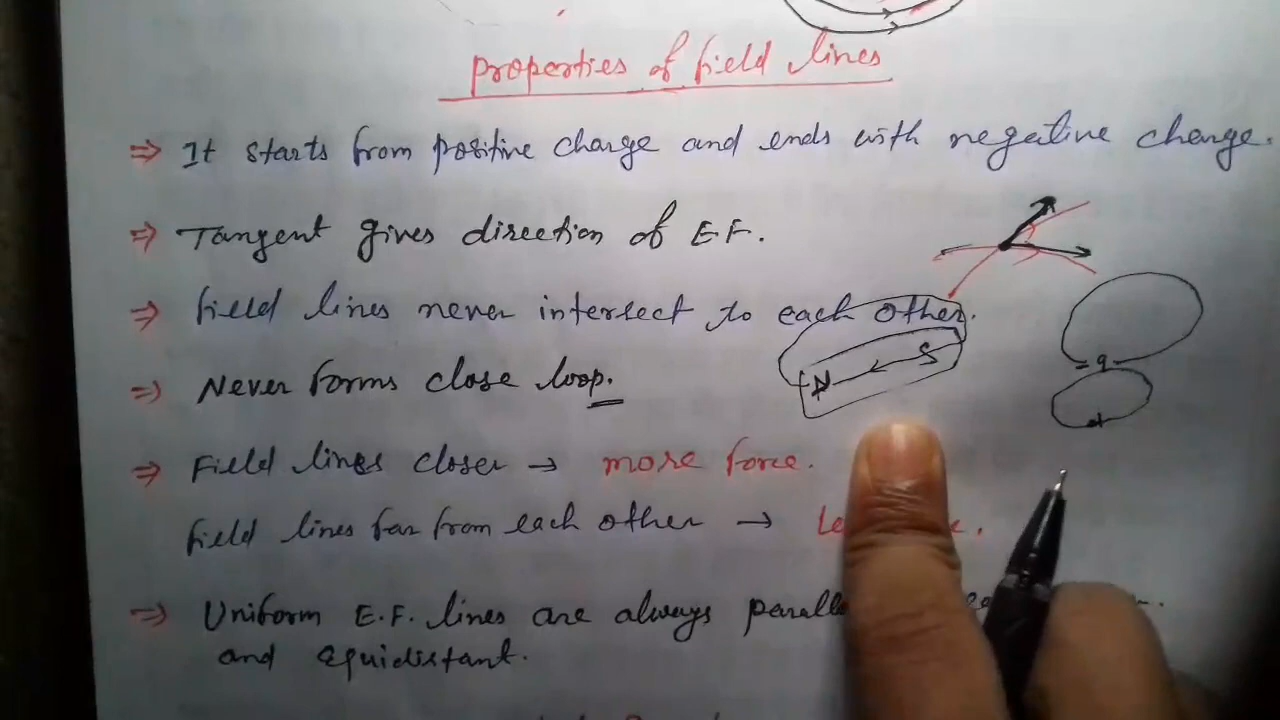 Properties of field lines
⇒ It starts from positive charge and ends with negative charge.
⇒ Tangent gives direction of E.F.
⇒ Field lines never intersect to each other.
⇒ Never forms close loop.
N S
q
⇒ Field lines closer → more force.
field lines far from each other →
⇒ Uniform E.F. lines are always
and equidistant.